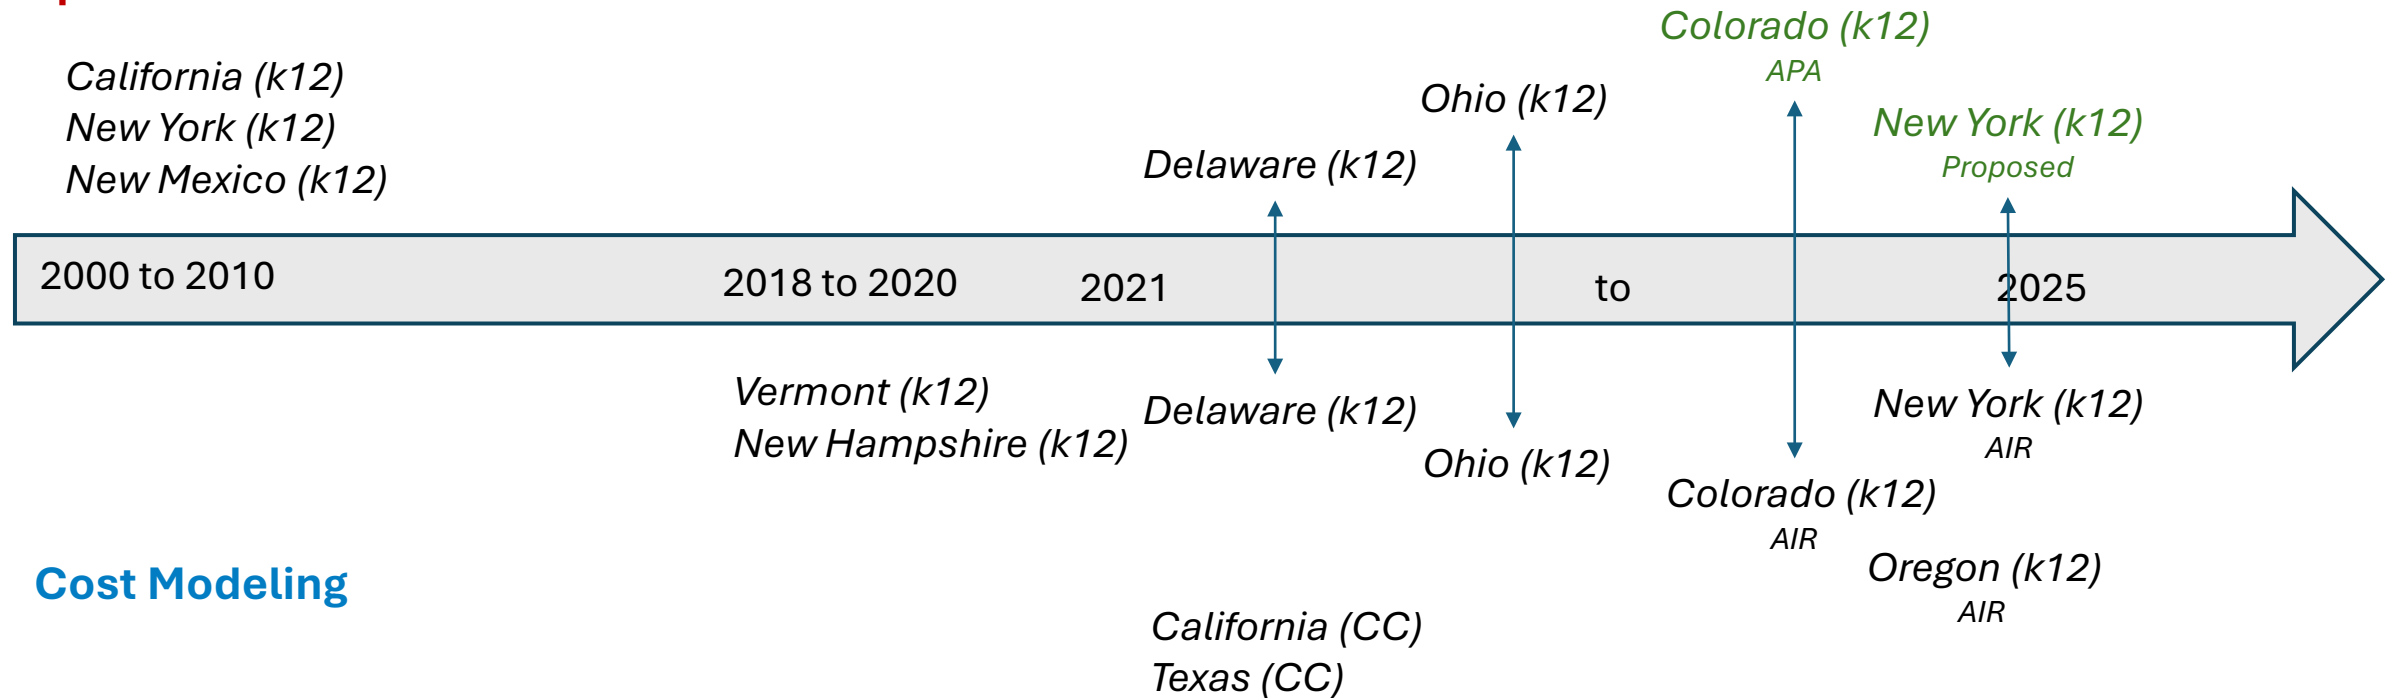 California (k12)
New York (k12)
New Mexico (k12)
Delaware (k12)
Ohio (k12)
Colorado (k12)
APA
New York (k12)
Proposed
2000 to 2010
2018 to 2020
2021
to
2025
Vermont (k12)
New Hampshire (k12)
Delaware (k12)
Ohio (k12)
Colorado (k12)
AIR
New York (k12)
AIR
Oregon (k12)
AIR
Cost Modeling
California (CC)
Texas (CC)